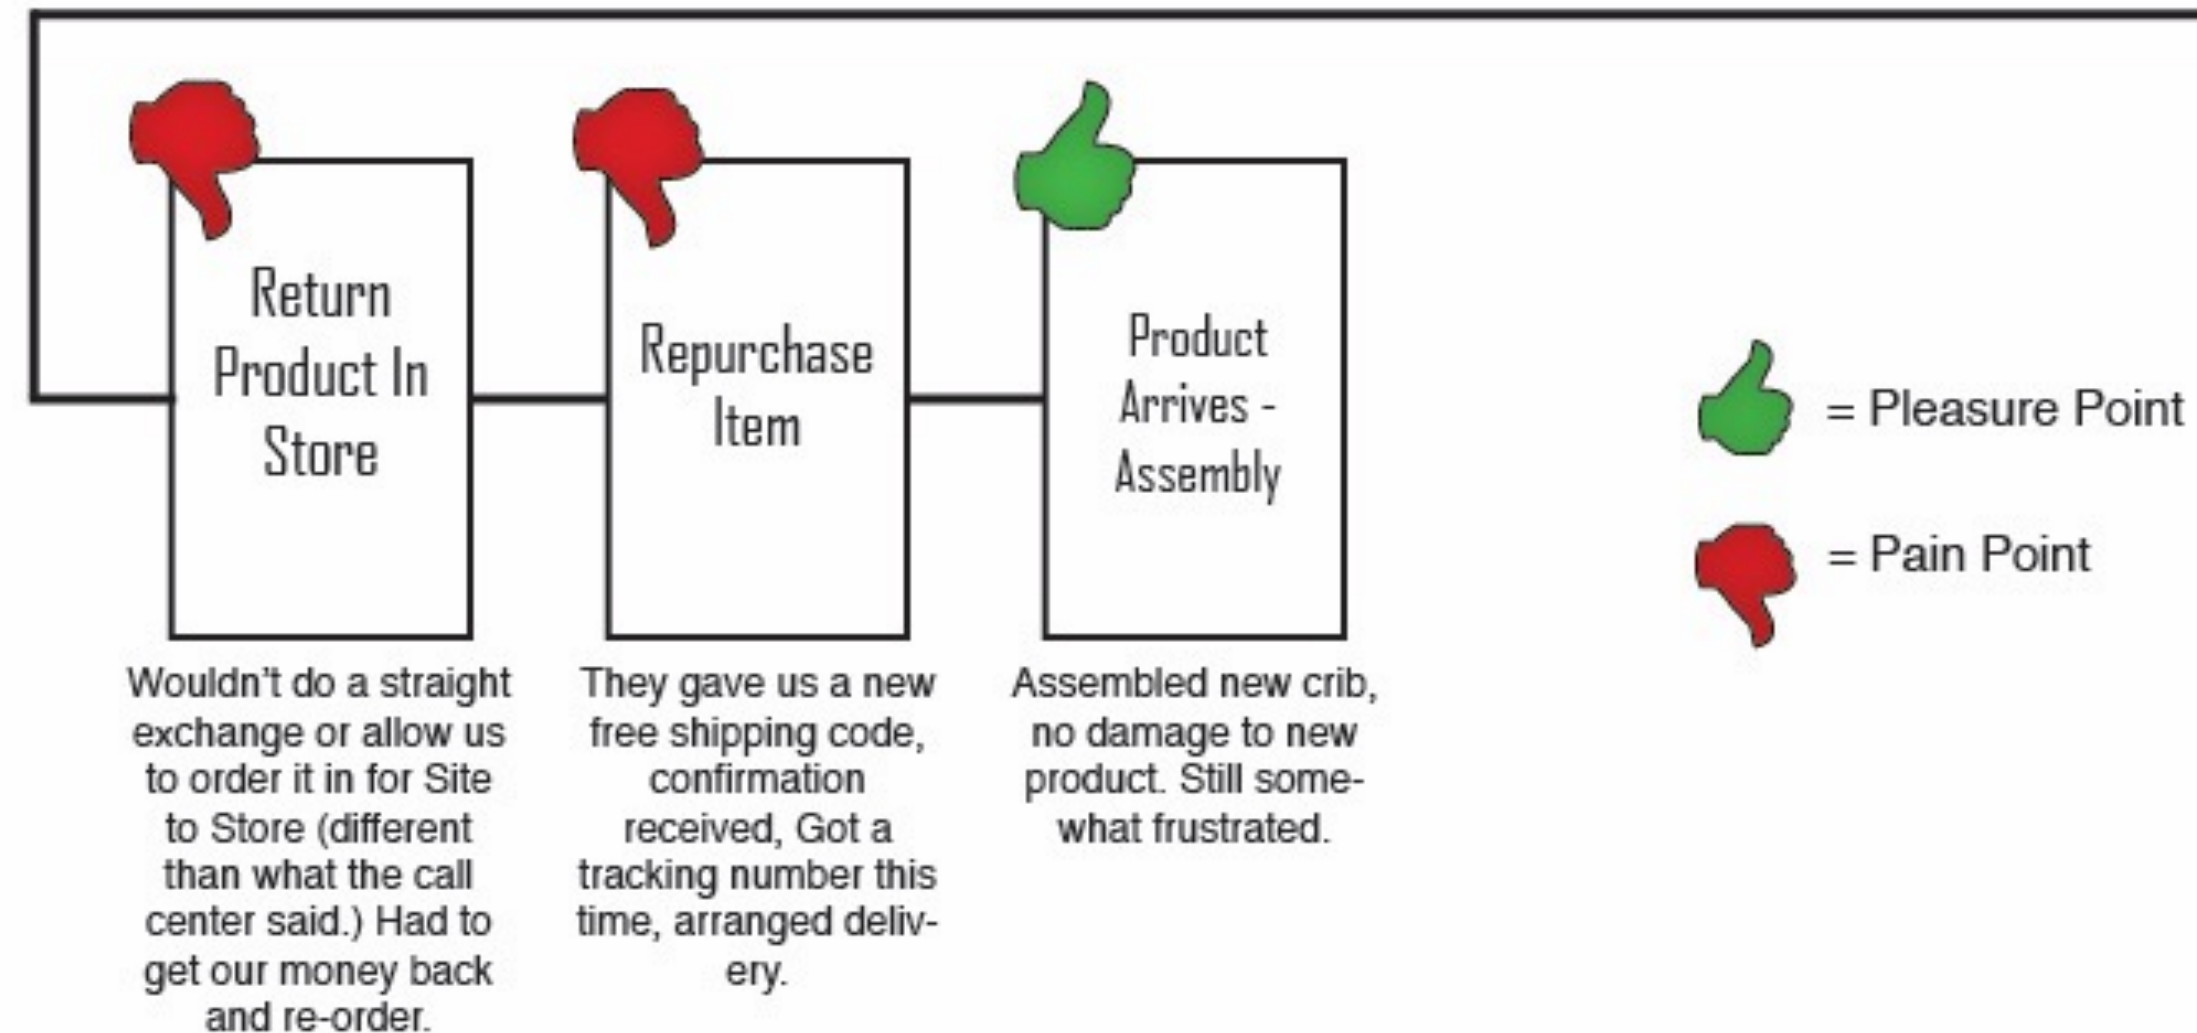 Return
Product In
Store
Repurchase
Item
Product
Arrives -
Assembly
= Pleasure Point
= Pain Point
Wouldn't do a straight
exchange or allow us
to order it in for Site
to Store (different
than what the call
center said.) Had to
get our money back
and re-order.
They gave us a new
free shipping code,
confirmation
received, Got a
tracking number this
time, arranged deliv-
ery.
Assembled new crib,
no damage to new
product. Still some-
what frustrated.